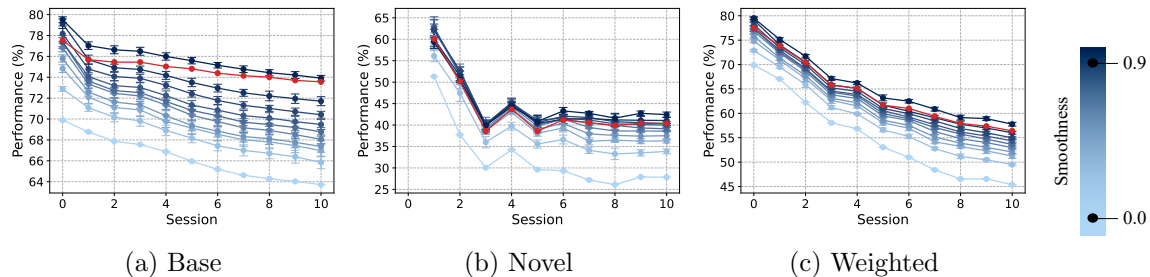 80
78
76
74
72
70
68
66
64
Performance (%)
0 2 4 6 8 10
Session
(a) Base
65
60
55
50
45
40
35
30
25
Performance (%)
0 2 4 6 8 10
Session
(b) Novel
80
75
70
65
60
55
50
45
Performance (%)
0 2 4 6 8 10
Session
(c) Weighted
Smoothness
0.9
0.0